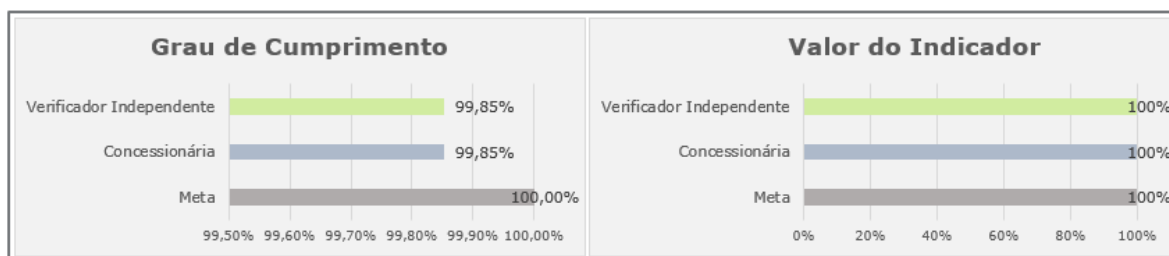 Grau de Cumprimento
Verificador Independente 99,85%
Concessionária 99,85%
Meta 100,00%
99,50% 99,60% 99,70% 99,80% 99,90% 100,00%
Valor do Indicador
Verificador Independente 100%
Concessionária 100%
Meta 100%
0% 20% 40% 60% 80% 100%